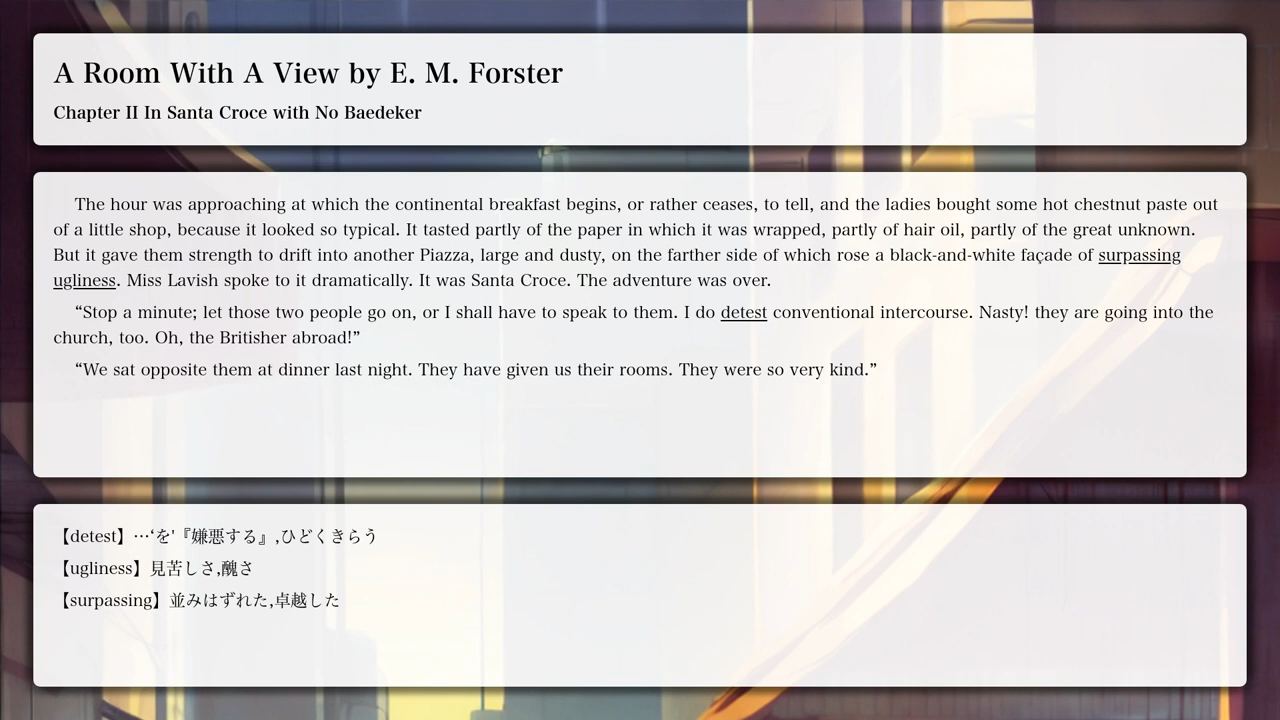 A Room With A View by E. M. Forster
Chapter II In Santa Croce with No Baedeker
The hour was approaching at which the continental breakfast begins, or rather ceases, to tell, and the ladies bought some hot chestnut paste out
of a little shop, because it looked so typical. It tasted partly of the paper in which it was wrapped, partly of hair oil, partly of the great unknown.
But it gave them strength to drift into another Piazza, large and dusty, on the farther side of which rose a black-and-white façade of surpassing
ugliness. Miss Lavish spoke to it dramatically. It was Santa Croce. The adventure was over.
“Stop a minute; let those two people go on, or I shall have to speak to them. I do detest conventional intercourse. Nasty! they are going into the
church, too. Oh, the Britisher abroad!”
“We sat opposite them at dinner last night. They have given us their rooms. They were so very kind.”
【detest】…‘を'『嫌悪する』,ひどくきらう
【ugliness】見苦しさ,醜さ
【surpassing】並みはずれた,卓越した